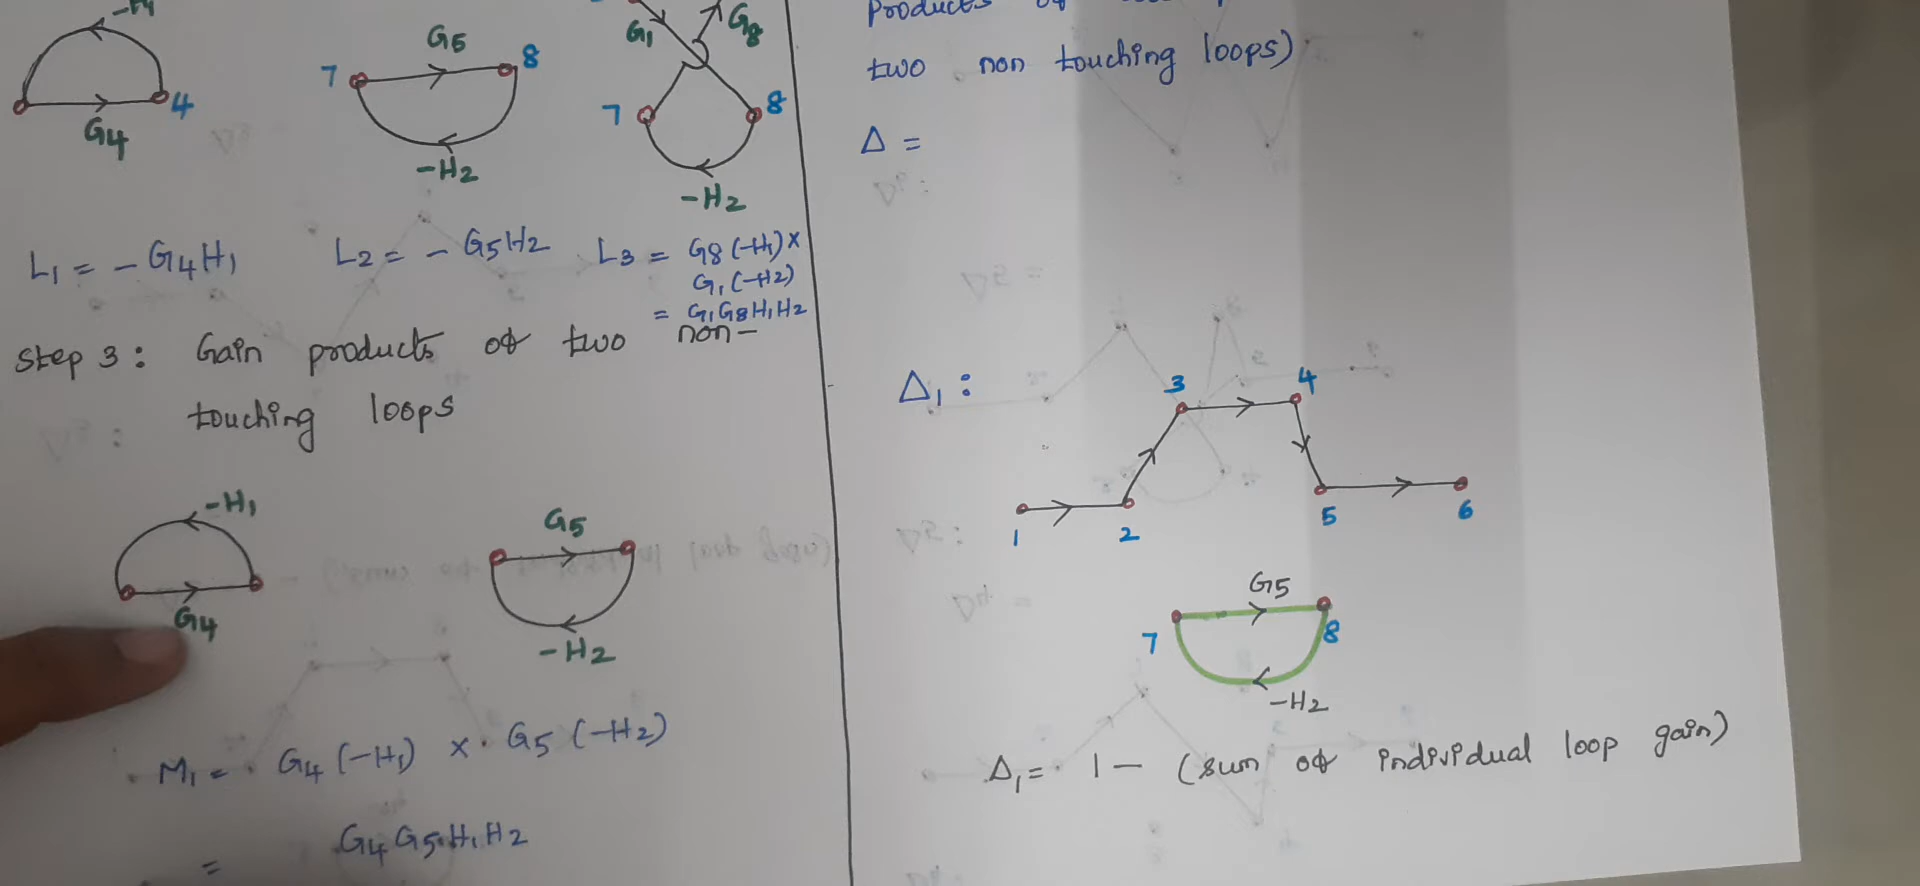 -H1
G4
4
G5
7
8
-H2
G1
G8
7
8
-H2
L1 = - G4H1
L2 = - G5H2
L3 = G8(-H1)×
G1(-H2)
= G1G8H1H2
Step 3: Gain products of two non-
touching loops
-H1
G4
G5
-H2
M1 = G4(-H1) × G5(-H2)
= G4G5H1H2
Products of
two non touching loops)
Δ =
Δ1:
1
2
3
4
5
6
G5
7
8
-H2
Δ1 = 1 - (sum of individual loop gain)